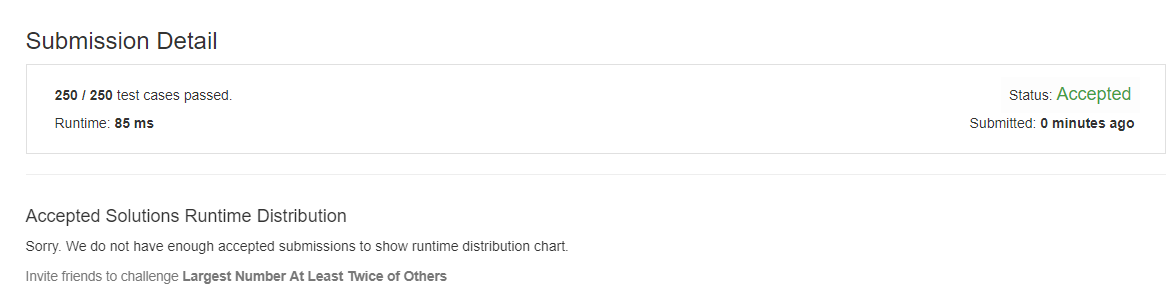 Submission Detail
250 / 250 test cases passed.
Status: Accepted
Runtime: 85 ms
Submitted: 0 minutes ago
Accepted Solutions Runtime Distribution
Sorry. We do not have enough accepted submissions to show runtime distribution chart.
Invite friends to challenge Largest Number At Least Twice of Others